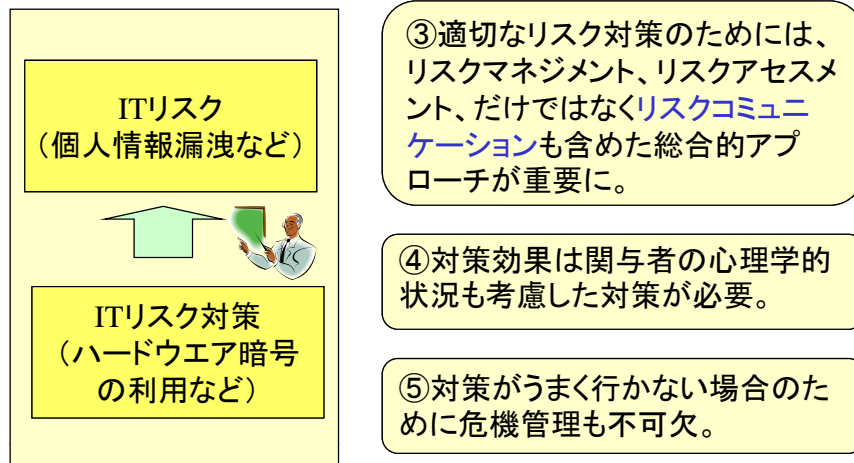 ITリスク
（個人情報漏洩など）
ITリスク対策
（ハードウエア暗号
の利用など）
③適切なリスク対策のためには、
リスクマネジメント、リスクアセスメ
ント、だけではなくリスクコミュニ
ケーションも含めた総合的アプ
ローチが重要に。
④対策効果は関与者の心理学的
状況も考慮した対策が必要。
⑤対策がうまく行かない場合のた
めに危機管理も不可欠。